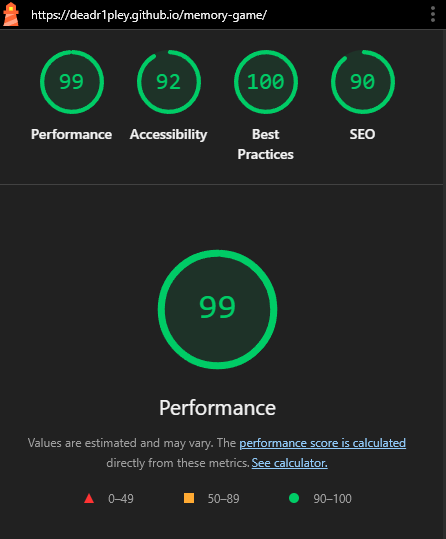 https://deadr1pley.github.io/memory-game/
99 92 100 90
Performance Accessibility Best Practices SEO
99
Performance
Values are estimated and may vary. The performance score is calculated
directly from these metrics. See calculator.
0–49 50–89 90–100